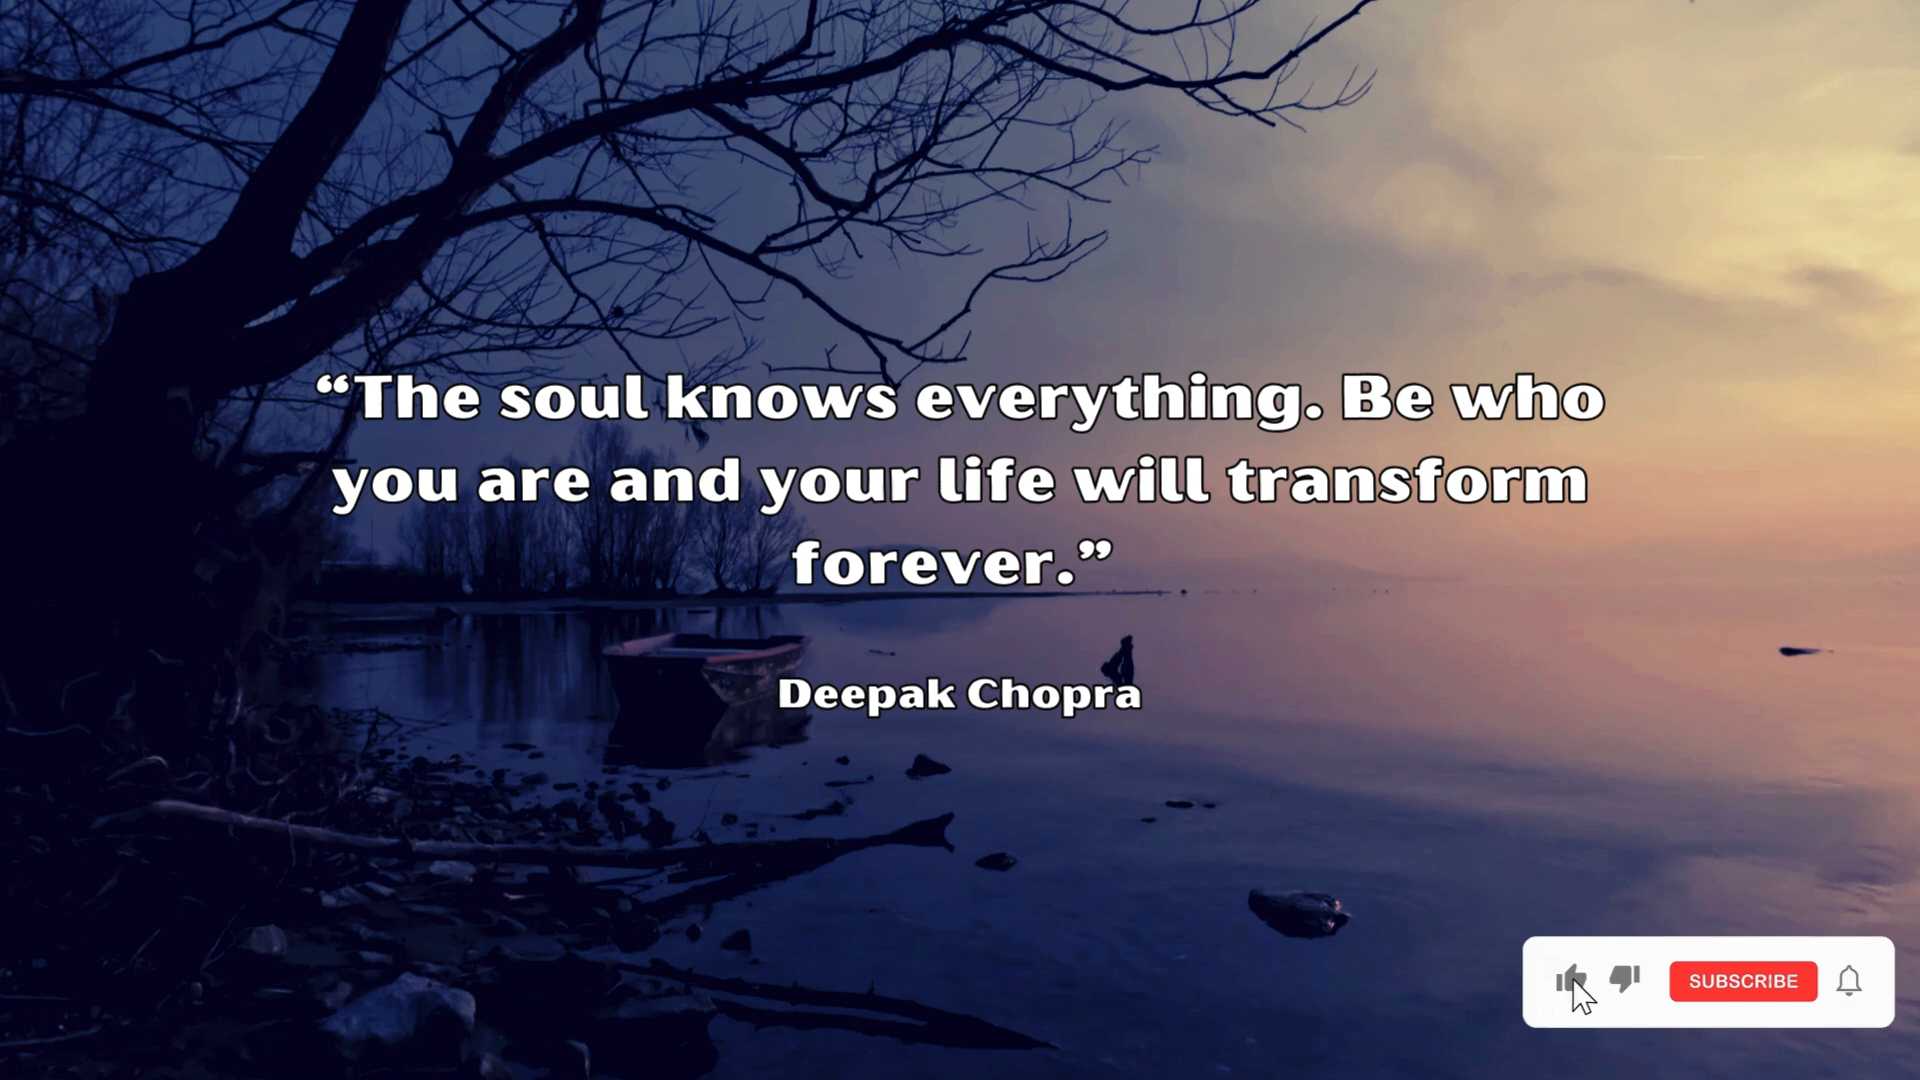 “The soul knows everything. Be who
you are and your life will transform
forever.”
Deepak Chopra
SUBSCRIBE